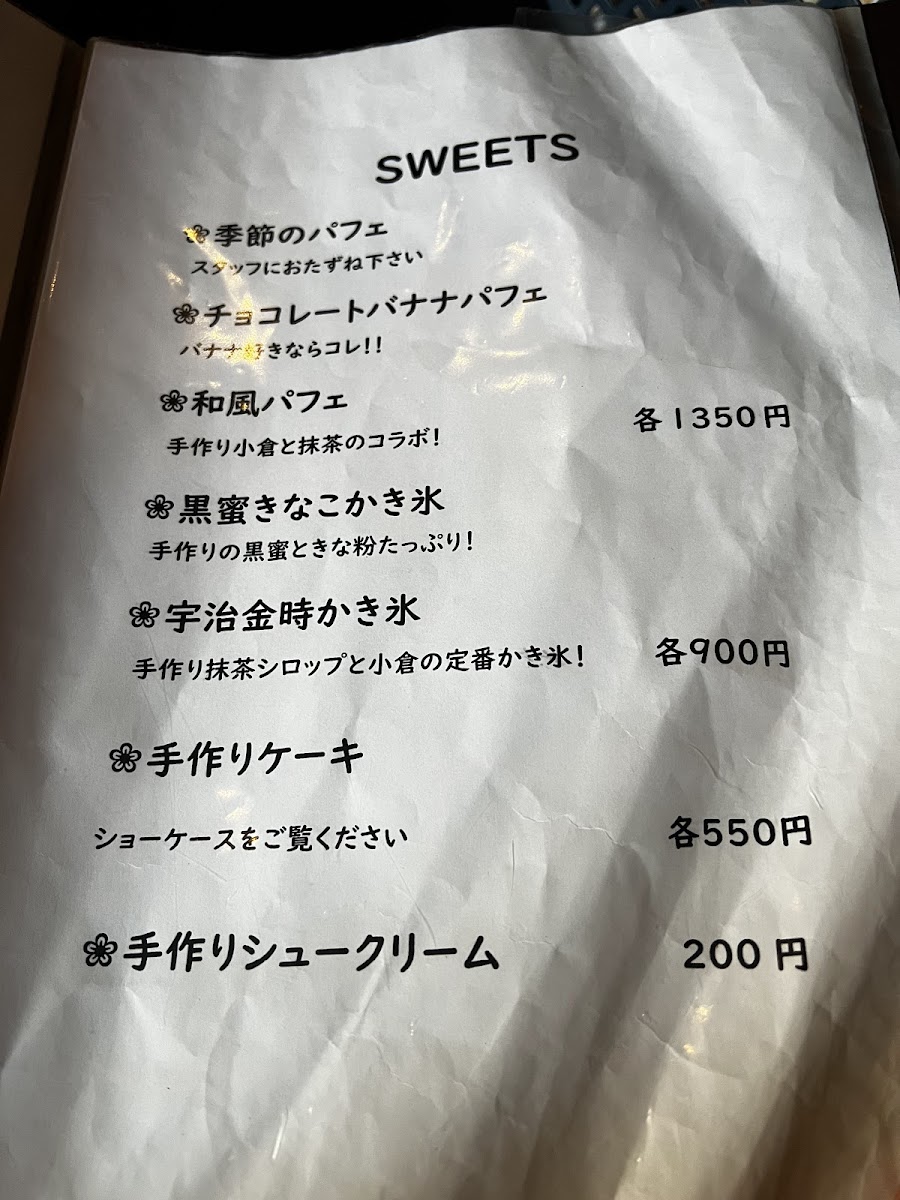 SWEETS
❀季節のパフェ
スタッフにおたずね下さい
❀チョコレートバナナパフェ
バナナ好きならコレ!!
❀和風パフェ
各1350円
手作り小倉と抹茶のコラボ!
❀黒蜜きなこかき氷
手作りの黒蜜ときな粉たっぷり!
❀宇治金時かき氷
手作り抹茶シロップと小倉の定番かき氷! 各900円
❀手作りケーキ
ショーケースをご覧ください 各550円
❀手作りシュークリーム 200円